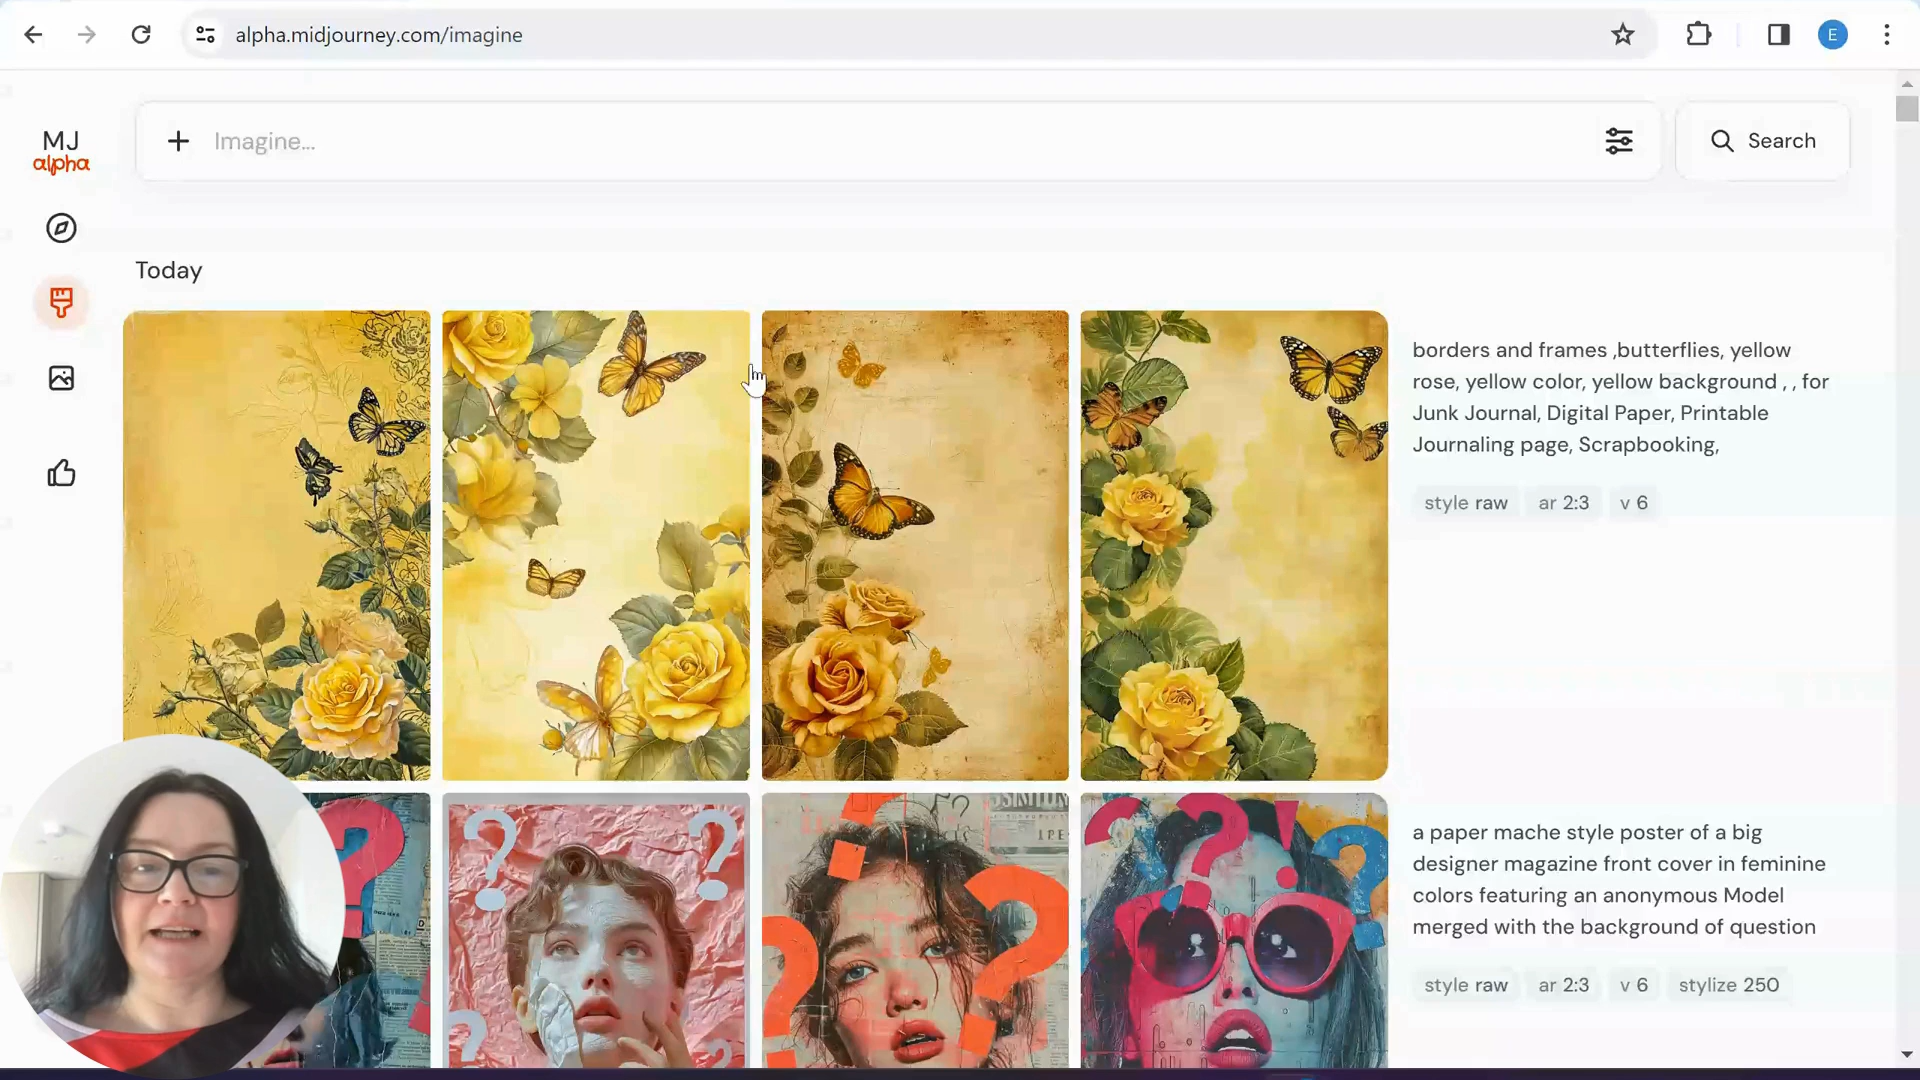 alpha.midjourney.com/imagine
E
MJ
alpha
Imagine...
Search
Today
borders and frames ,butterflies, yellow
rose, yellow color, yellow background , , for
Junk Journal, Digital Paper, Printable
Journaling page, Scrapbooking,
style raw
ar 2:3
v 6
a paper mache style poster of a big
designer magazine front cover in feminine
colors featuring an anonymous Model
merged with the background of question
style raw
ar 2:3
v 6
stylize 250